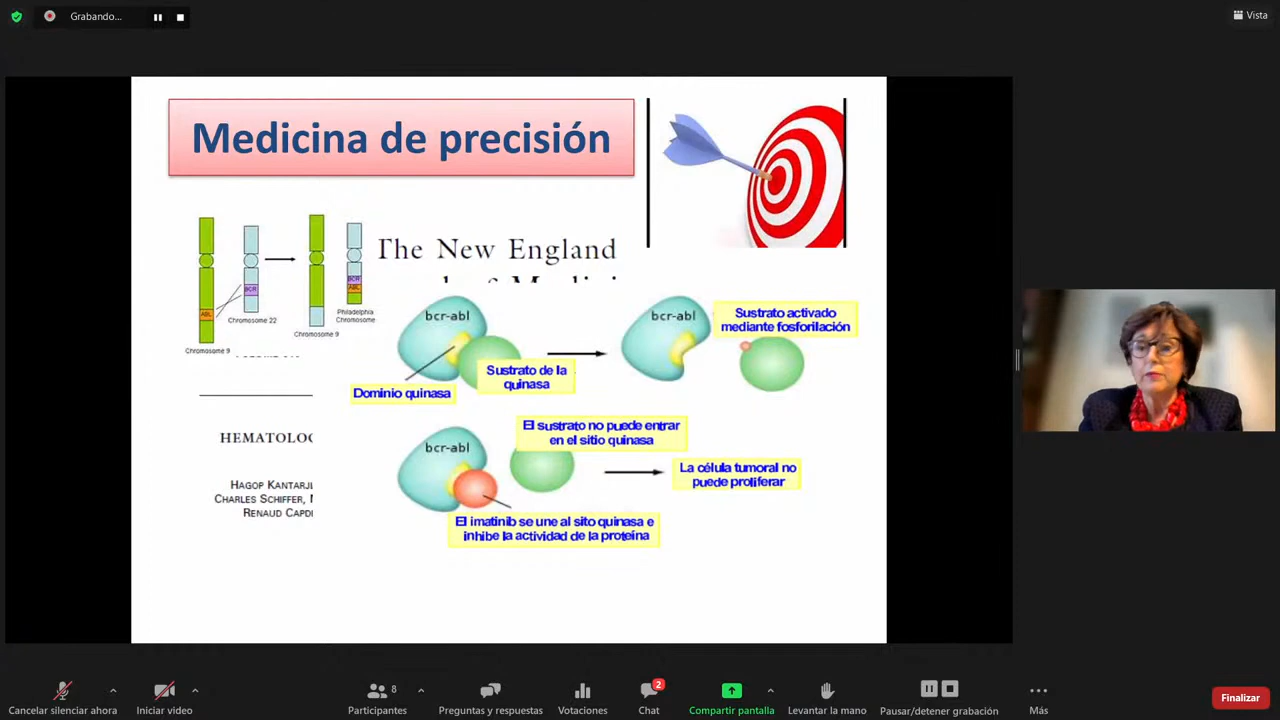 Grabando...
Vista
Medicina de precisión
The New England
ABL
BCR
Chromosome 9
Chromosome 22
Chromosome 9
BCR
ABL
Philadelphia
Chromosome
bcr-abl
Dominio quinasa
Sustrato de la
quinasa
bcr-abl
Sustrato activado
mediante fosforilación
HEMATOLOG
HAGOP KANTARJI
CHARLES SCHIFFER,
RENAUD CAPD
bcr-abl
El sustrato no puede entrar
en el sitio quinasa
La célula tumoral no
puede proliferar
El imatinib se une al sito quinasa e
inhibe la actividad de la proteína
Cancelar silenciar ahora
Iniciar video
8
Participantes
Preguntas y respuestas
Votaciones
2
Chat
Compartir pantalla
Levantar la mano
Pausar/detener grabación
Más
Finalizar